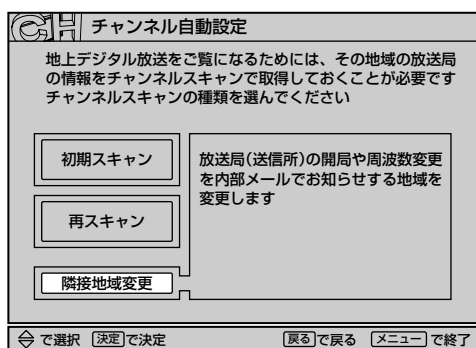 CH チャンネル自動設定
地上デジタル放送をご覧になるためには、その地域の放送局
の情報をチャンネルスキャンで取得しておくことが必要です
チャンネルスキャンの種類を選んでください
初期スキャン
再スキャン
隣接地域変更
放送局(送信所)の開局や周波数変更
を内部メールでお知らせする地域を
変更します
で選択 決定で決定 戻るで戻る メニューで終了